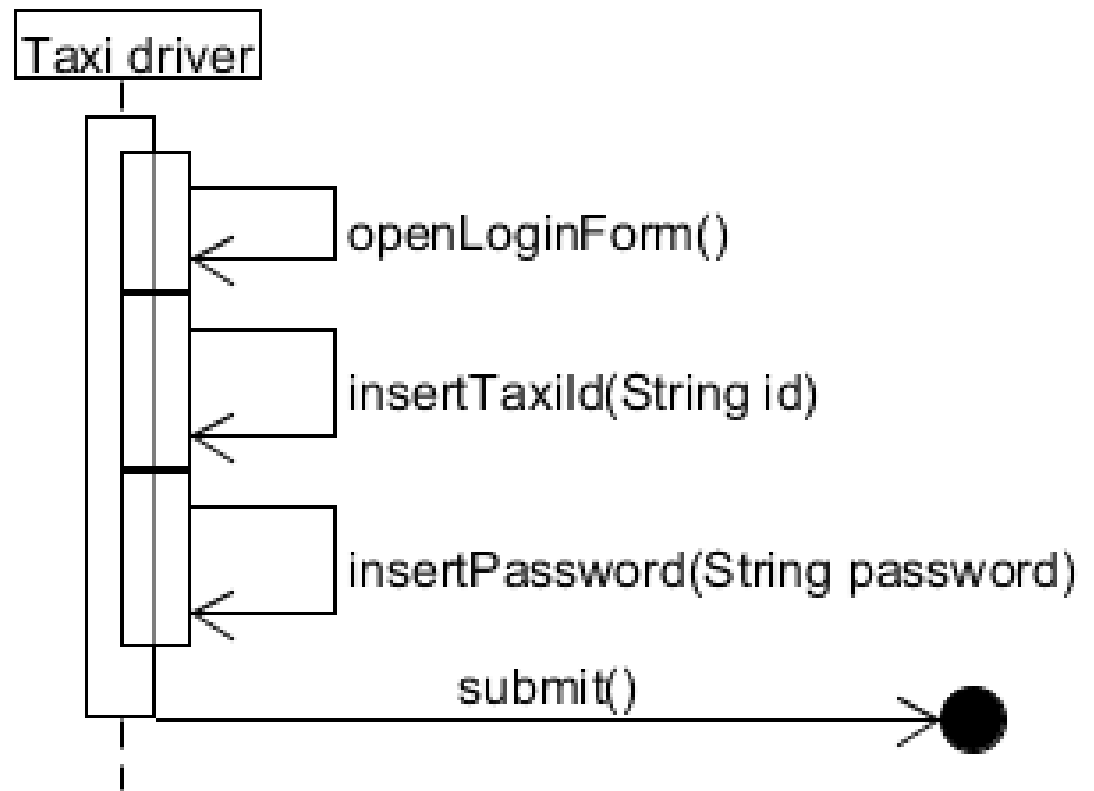 Taxi driver
openLoginForm()
insertTaxiId(String id)
insertPassword(String password)
submit()